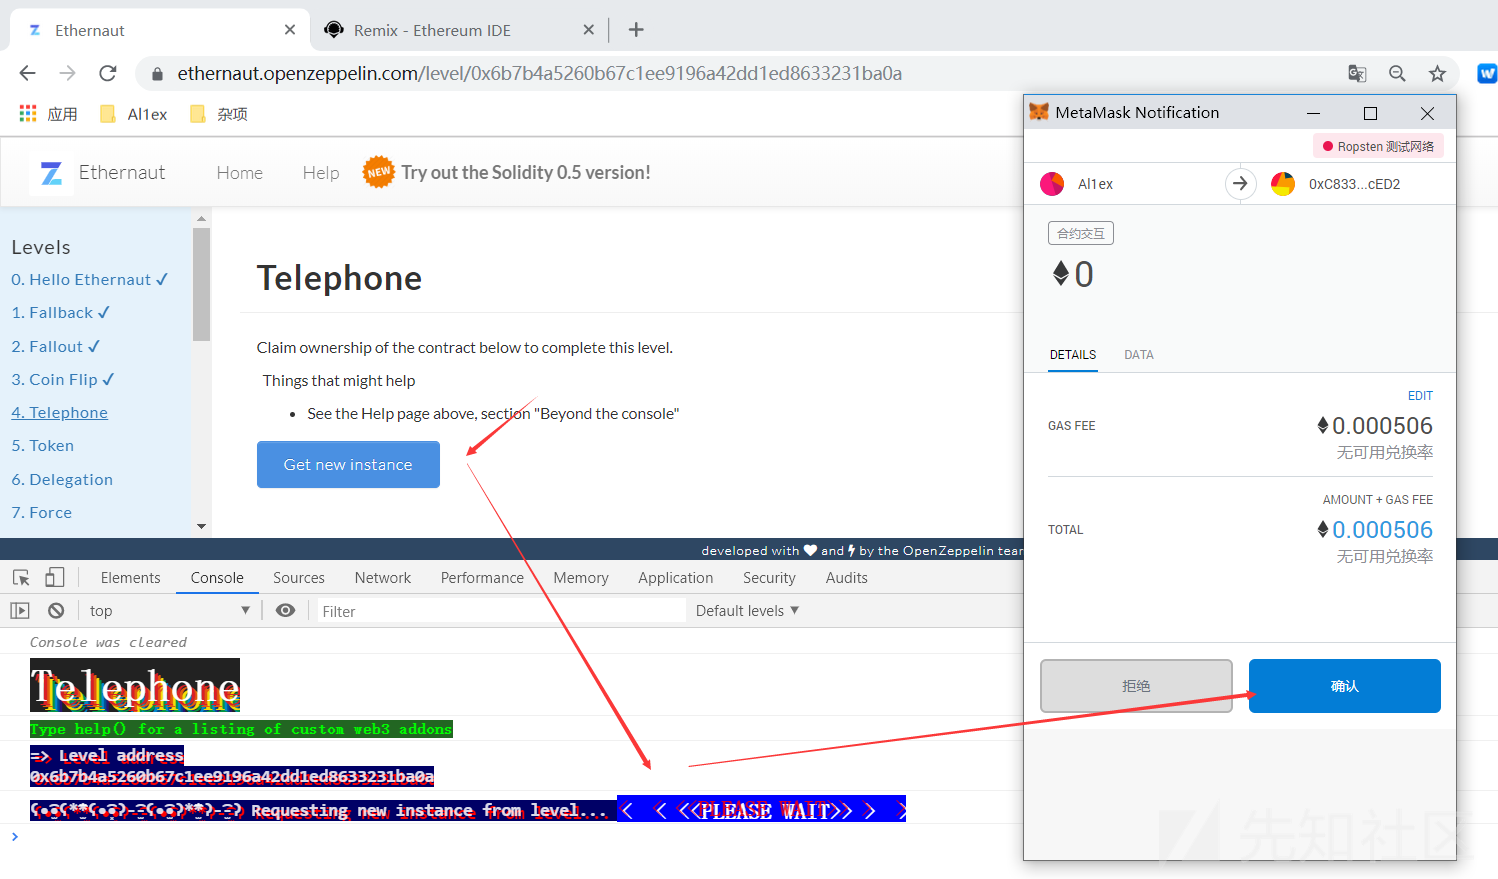 Ethernaut
Remix - Ethereum IDE
ethernaut.openzeppelin.com/level/0x6b7b4a5260b67c1ee9196a42dd1ed8633231ba0a
应用
Al1ex
杂项
Ethernaut
Home
Help
NEW
Try out the Solidity 0.5 version!
Levels
0. Hello Ethernaut ✓
1. Fallback ✓
2. Fallout ✓
3. Coin Flip ✓
4. Telephone
5. Token
6. Delegation
7. Force
Telephone
Claim ownership of the contract below to complete this level.
Things that might help
• See the Help page above, section "Beyond the console"
Get new instance
developed with ♥ and ⚡ by the OpenZeppelin team
Elements Console Sources Network Performance Memory Application Security Audits
top
Filter
Default levels ▼
Console was cleared
Telephone
Type help() for a listing of custom web3 addons
=> Level address
0x6b7b4a5260b67c1ee9196a42dd1ed8633231ba0a
Requesting new instance from level... < < <<PLEASE WAIT>> > >
MetaMask Notification
Ropsten 测试网络
Al1ex
0xC833...cED2
合约交互
0
DETAILS
DATA
EDIT
GAS FEE
0.000506
无可用兑换率
AMOUNT + GAS FEE
TOTAL
0.000506
无可用兑换率
拒绝
确认
先知社区